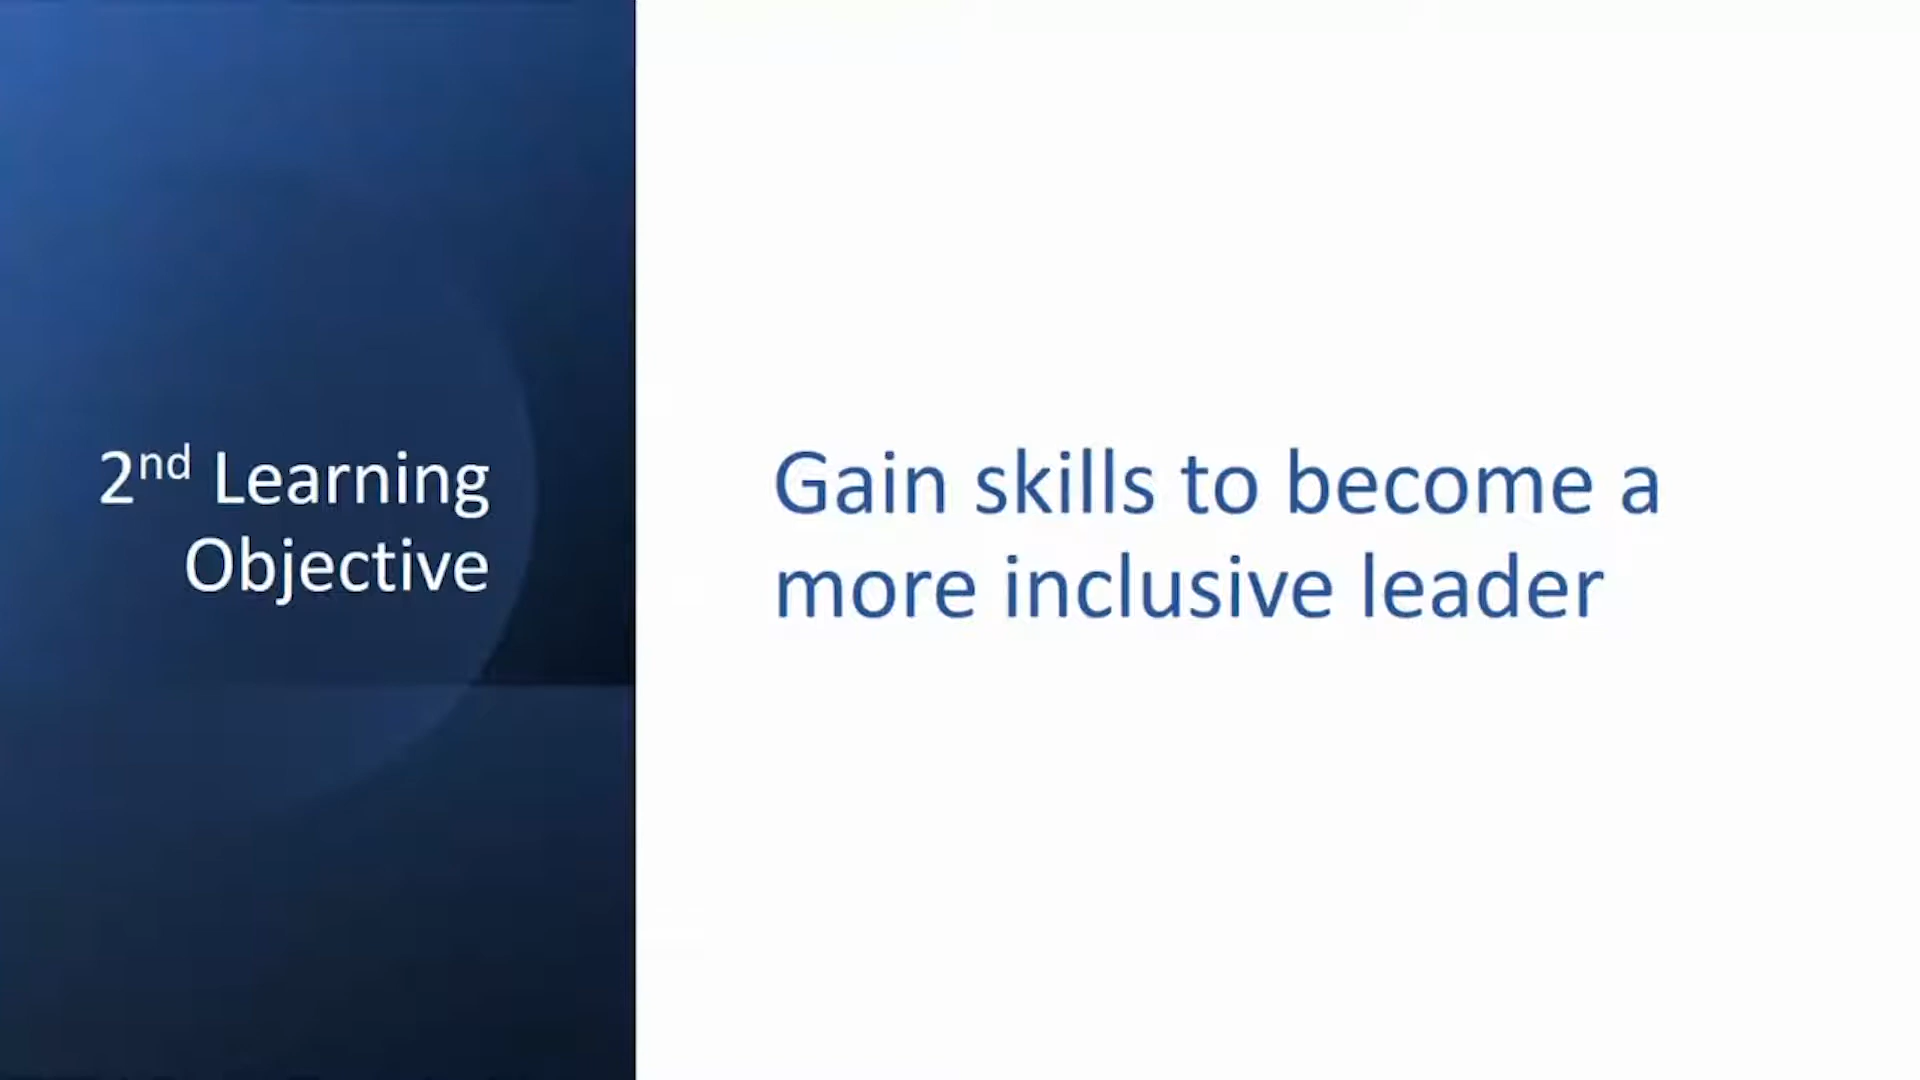 2nd Learning
Objective
Gain skills to become a
more inclusive leader